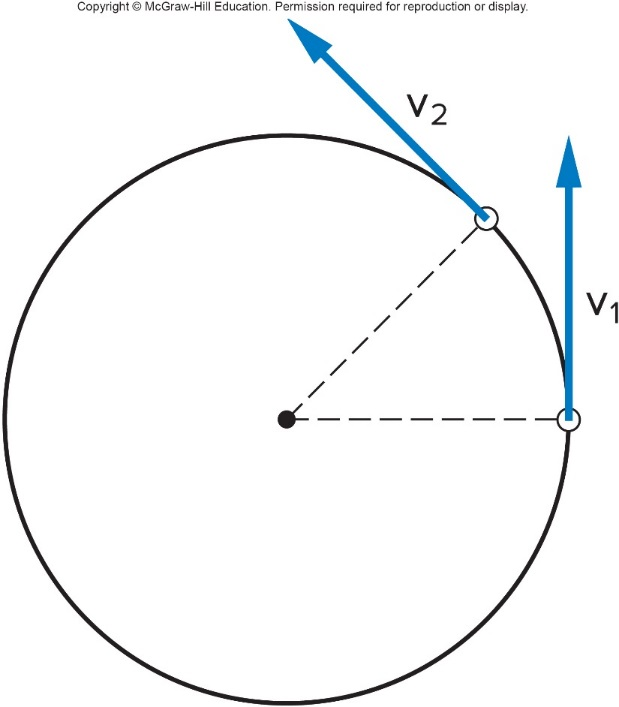 Copyright © McGraw-Hill Education. Permission required for reproduction or display.
v2
v1